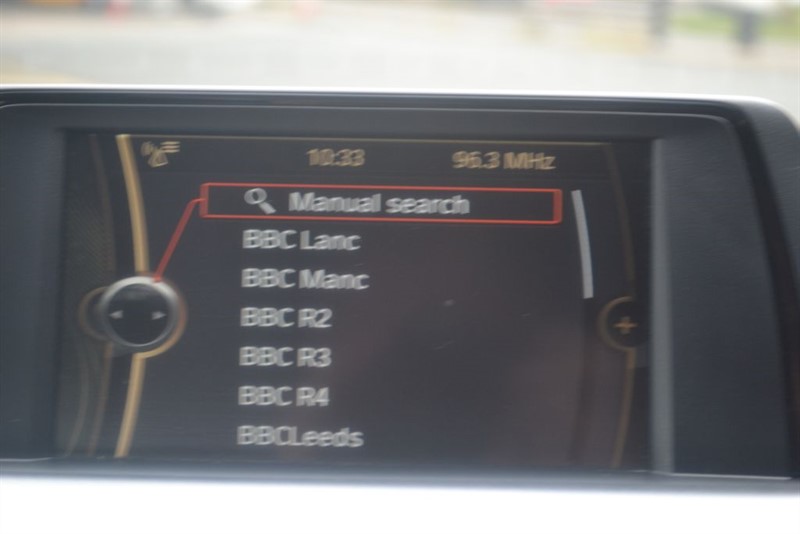 10:33 96.3 MHz
Manual search
BBC Lanc
BBC Manc
BBC R2
BBC R3
BBC R4
BBCLeeds